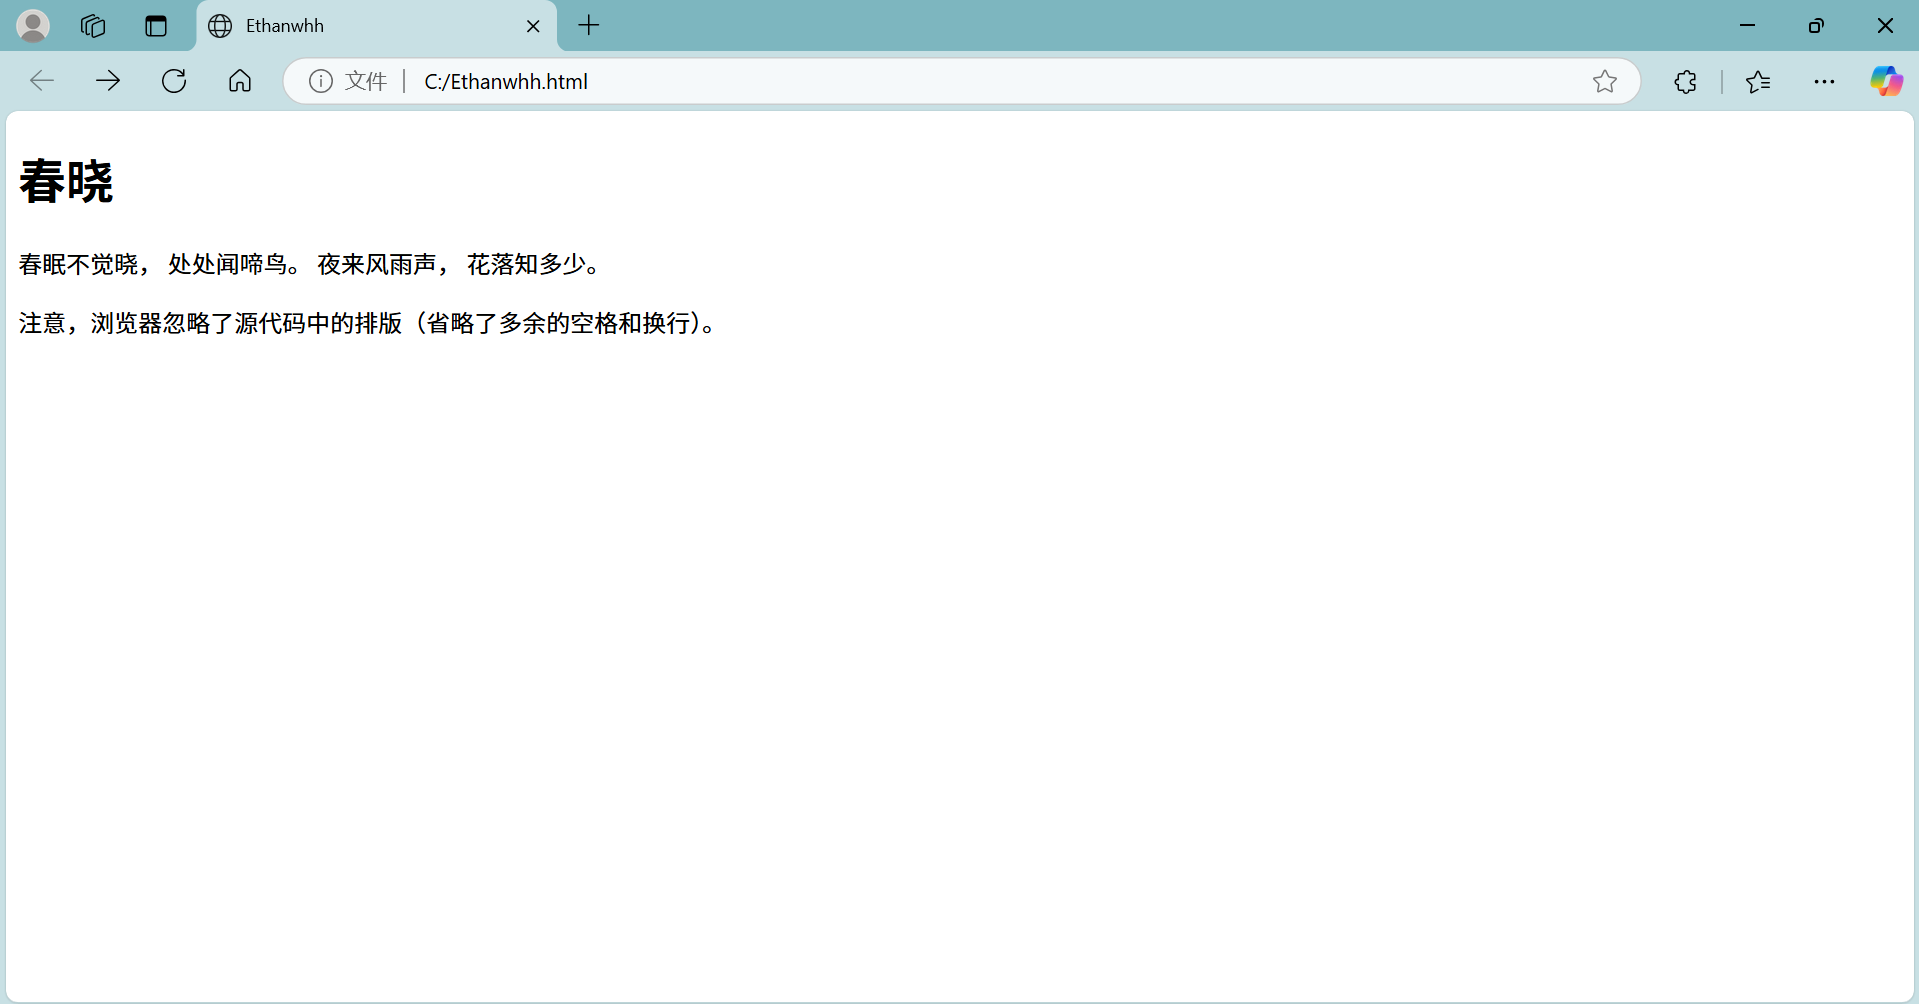 Ethanwhh
文件 C:/Ethanwhh.html
春晓
春眠不觉晓， 处处闻啼鸟。 夜来风雨声， 花落知多少。
注意，浏览器忽略了源代码中的排版（省略了多余的空格和换行）。